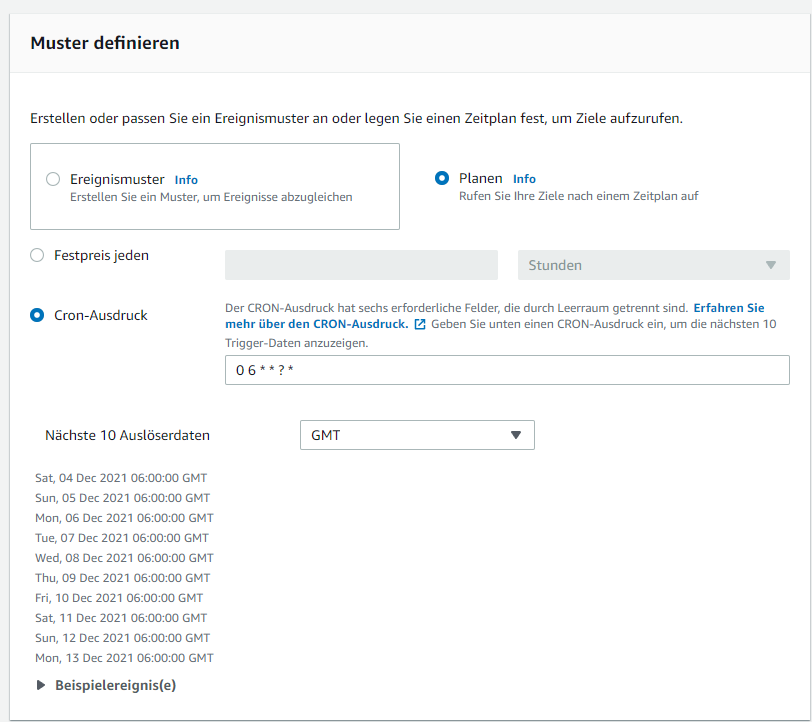 Muster definieren
Erstellen oder passen Sie ein Ereignismuster an oder legen Sie einen Zeitplan fest, um Ziele aufzurufen.
Ereignismuster Info
Erstellen Sie ein Muster, um Ereignisse abzugleichen
Planen Info
Rufen Sie Ihre Ziele nach einem Zeitplan auf
Festpreis jeden
Stunden
Cron-Ausdruck
Der CRON-Ausdruck hat sechs erforderliche Felder, die durch Leerraum getrennt sind. Erfahren Sie
mehr über den CRON-Ausdruck. Geben Sie unten einen CRON-Ausdruck ein, um die nächsten 10
Trigger-Daten anzuzeigen.
0 6 * * ? *
Nächste 10 Auslöserdaten
GMT
Sat, 04 Dec 2021 06:00:00 GMT
Sun, 05 Dec 2021 06:00:00 GMT
Mon, 06 Dec 2021 06:00:00 GMT
Tue, 07 Dec 2021 06:00:00 GMT
Wed, 08 Dec 2021 06:00:00 GMT
Thu, 09 Dec 2021 06:00:00 GMT
Fri, 10 Dec 2021 06:00:00 GMT
Sat, 11 Dec 2021 06:00:00 GMT
Sun, 12 Dec 2021 06:00:00 GMT
Mon, 13 Dec 2021 06:00:00 GMT
Beispielereignis(e)